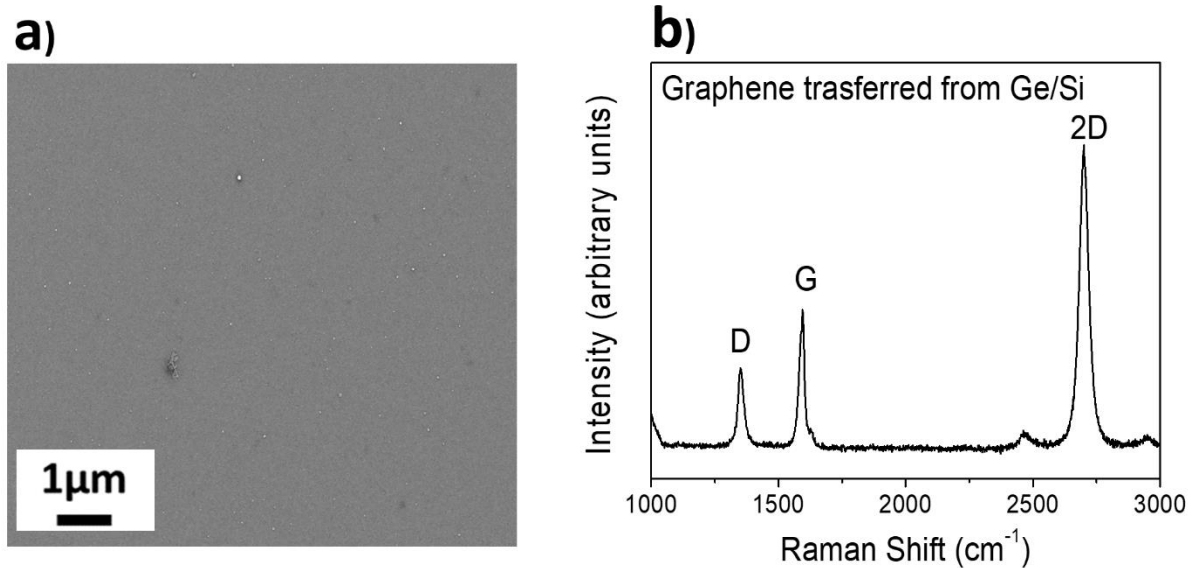 a)
1µm
b)
Graphene trasferred from Ge/Si
2D
G
D
Intensity (arbitrary units)
1000 1500 2000 2500 3000
Raman Shift (cm⁻¹)